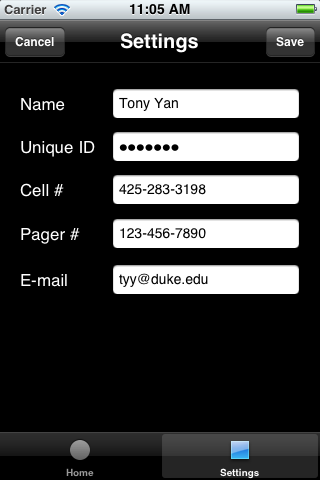 Carrier 11:05 AM
Cancel Settings Save
Name Tony Yan
Unique ID ●●●●●●●
Cell # 425-283-3198
Pager # 123-456-7890
E-mail tyy@duke.edu
Home Settings